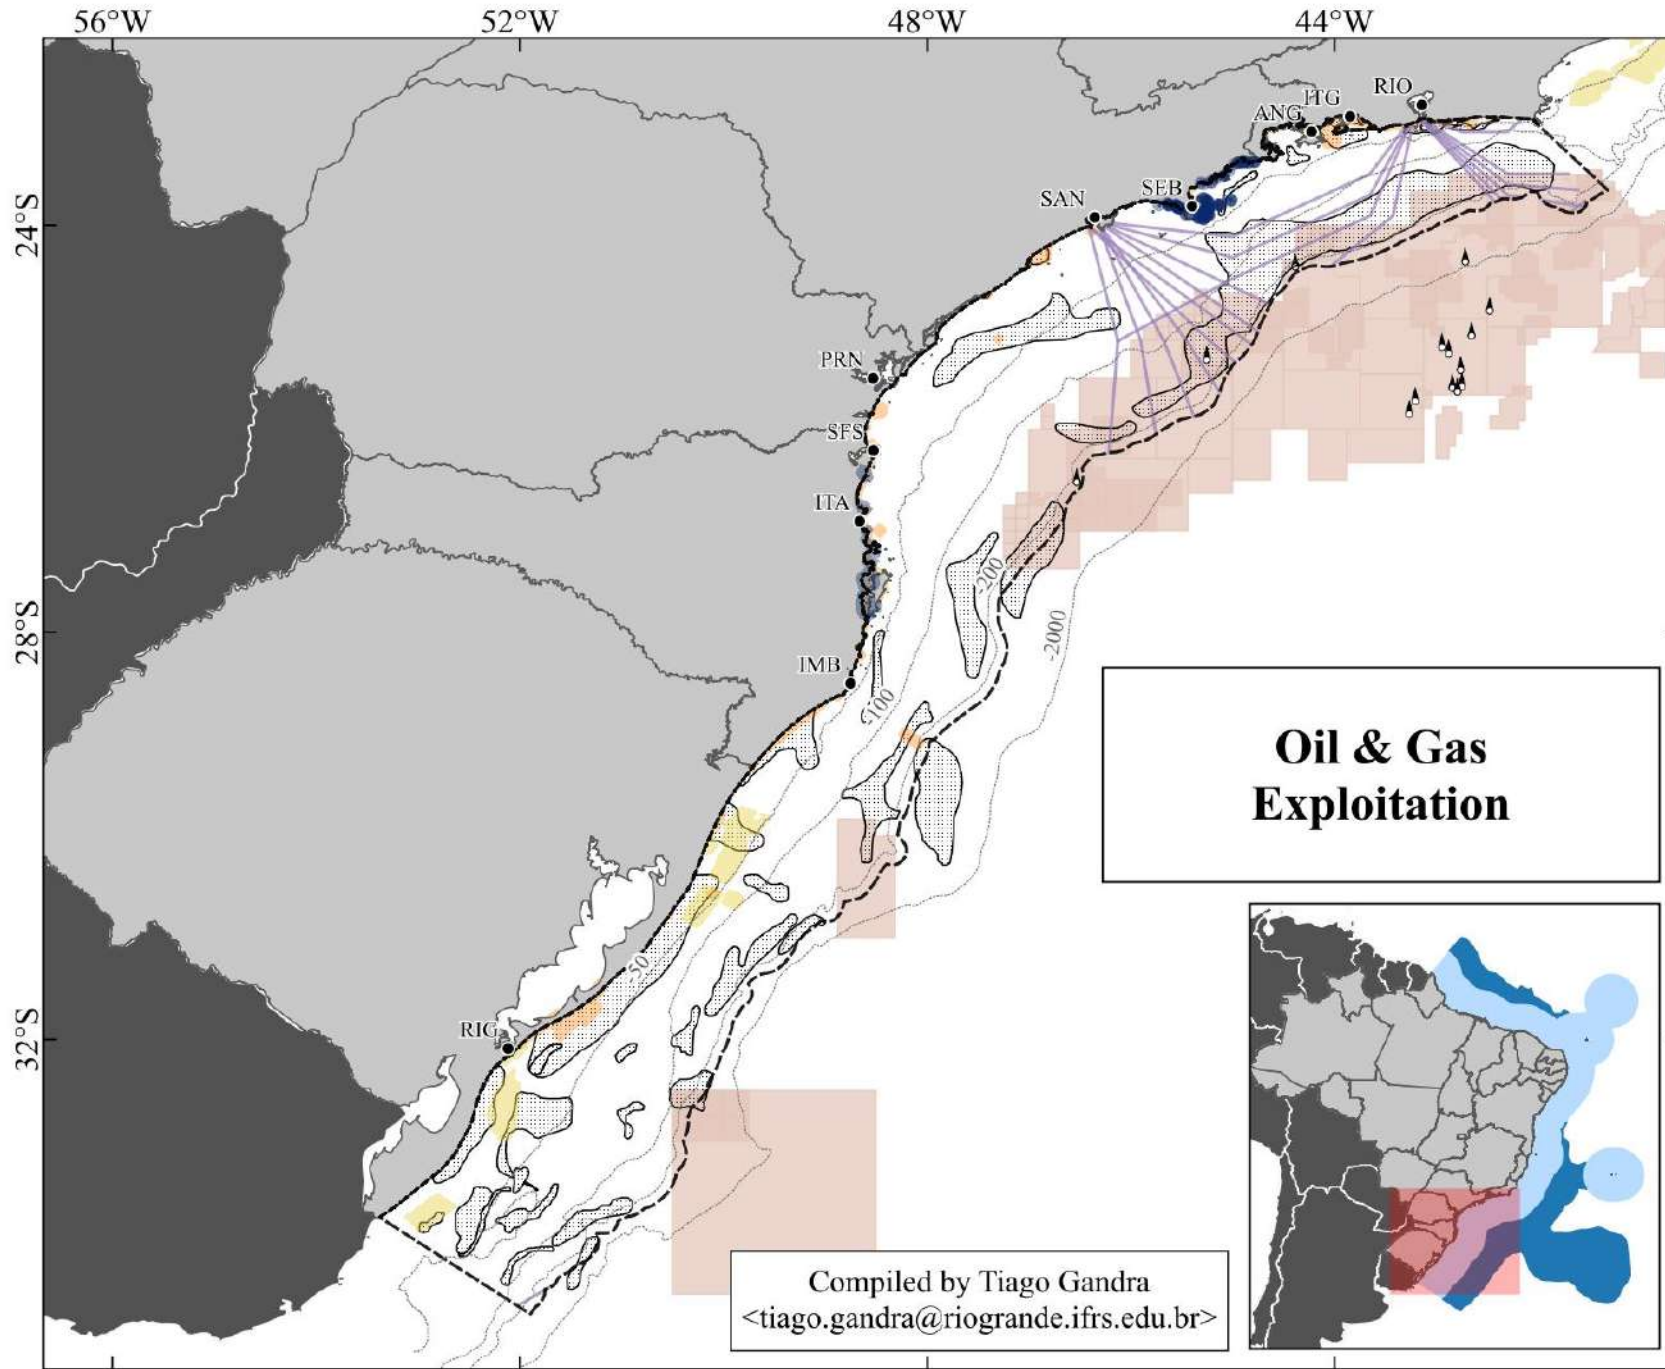 56°W
52°W
48°W
44°W
24°S
28°S
32°S
RIO
ITG
ANG
SEB
SAN
PRN
SFS
ITA
IMB
RIG
-200
-2000
-100
-50
Oil & Gas
Exploitation
Compiled by Tiago Gandra
<tiago.gandra@riogrande.ifrs.edu.br>